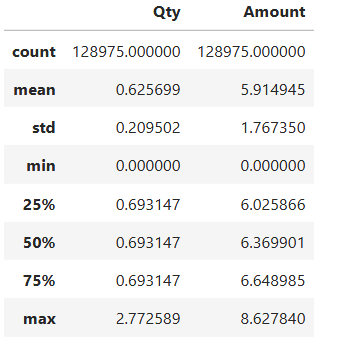 Qty Amount
count 128975.000000 128975.000000
mean 0.625699 5.914945
std 0.209502 1.767350
min 0.000000 0.000000
25% 0.693147 6.025866
50% 0.693147 6.369901
75% 0.693147 6.648985
max 2.772589 8.627840